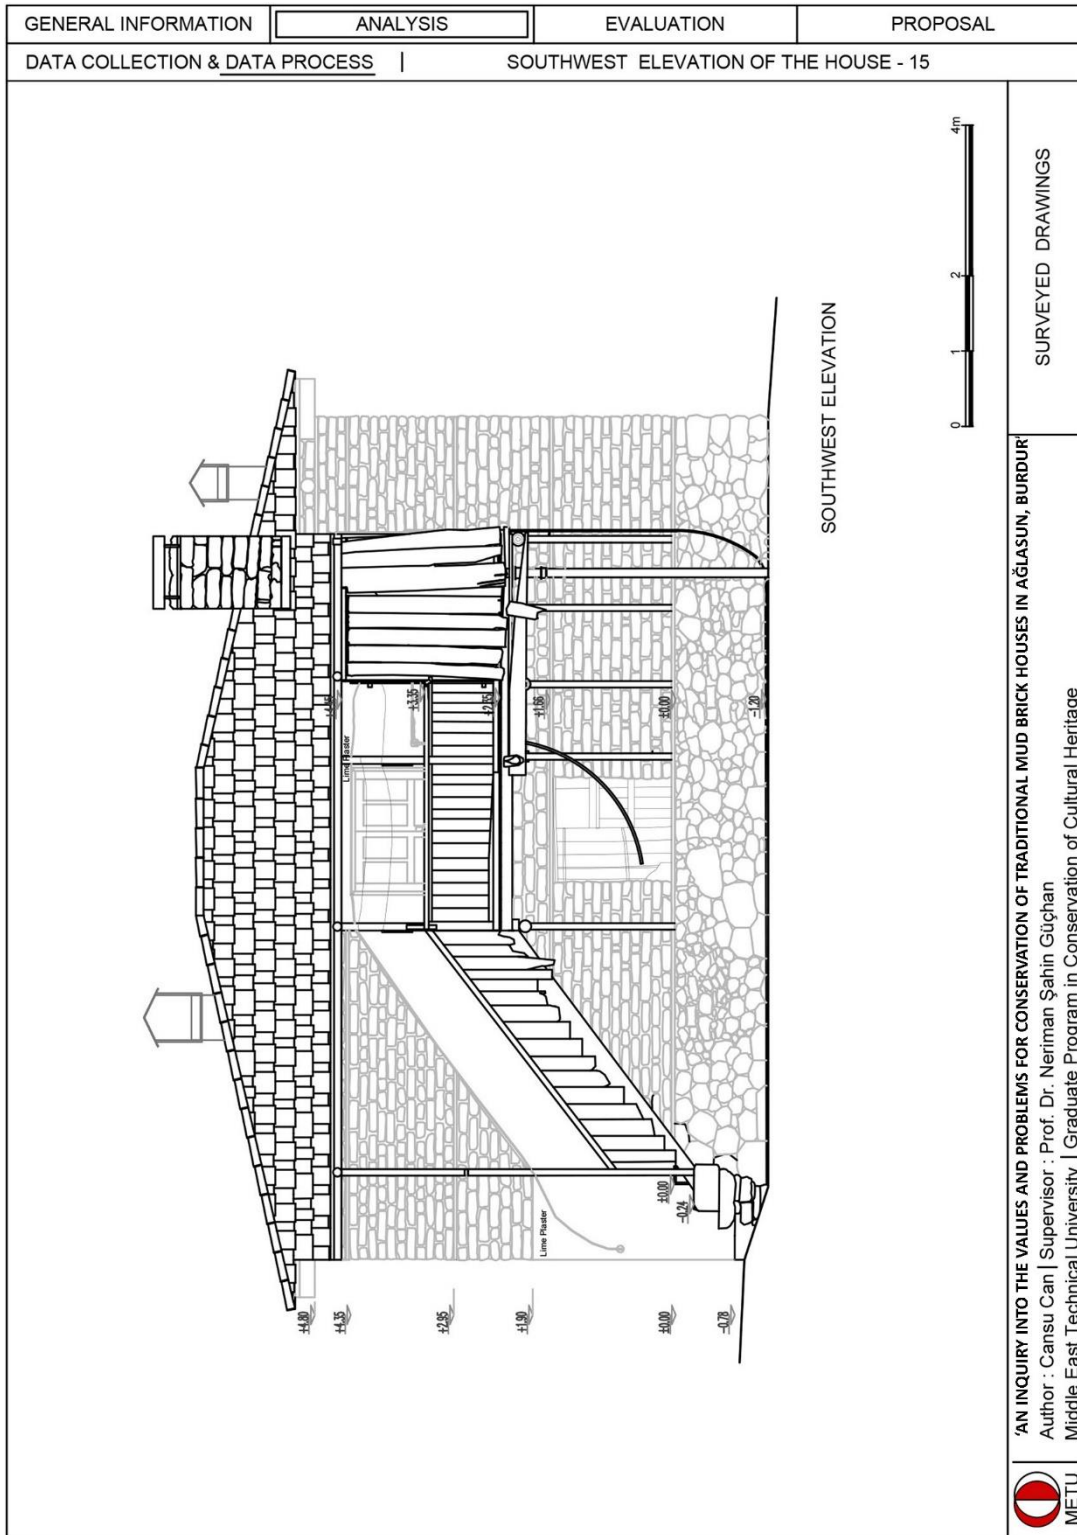 GENERAL INFORMATION
ANALYSIS
EVALUATION
PROPOSAL
DATA COLLECTION & DATA PROCESS | SOUTHWEST ELEVATION OF THE HOUSE - 15
Lime Plaster
+3.35
+1.66
±0.00
-1.20
Lime Plaster
±0.00
-0.24
+4.80
+4.35
+2.95
+1.90
±0.00
-0.78
SOUTHWEST ELEVATION
0 1 2 4m
SURVEYED DRAWINGS
'AN INQUIRY INTO THE VALUES AND PROBLEMS FOR CONSERVATION OF TRADITIONAL MUD BRICK HOUSES IN AĞLASUN, BURDUR'
Author : Cansu Can | Supervisor : Prof. Dr. Neriman Şahin Güçhan
Middle East Technical University | Graduate Program in Conservation of Cultural Heritage
METU